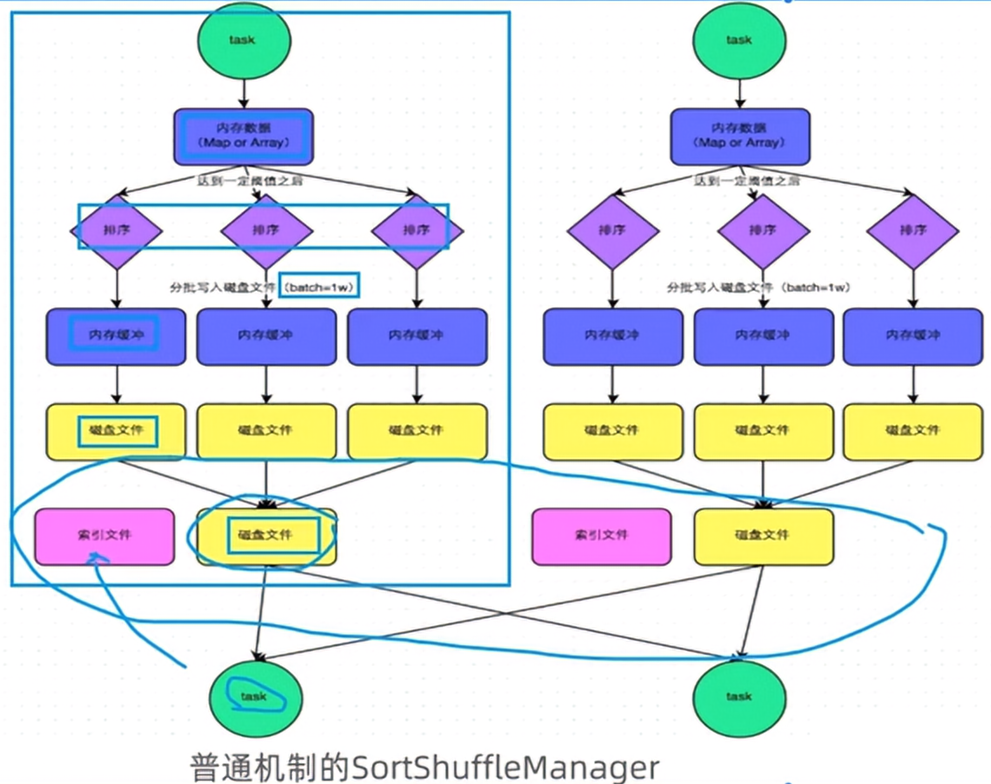 task
task
内存数据
(Map or Array)
内存数据
(Map or Array)
达到一定阈值之后
达到一定阈值之后
排序
排序
排序
排序
排序
排序
分批写入磁盘文件（batch=1w）
分批写入磁盘文件（batch=1w）
内存缓冲
内存缓冲
内存缓冲
内存缓冲
内存缓冲
内存缓冲
磁盘文件
磁盘文件
磁盘文件
磁盘文件
磁盘文件
磁盘文件
索引文件
磁盘文件
索引文件
磁盘文件
task
task
普通机制的SortShuffleManager